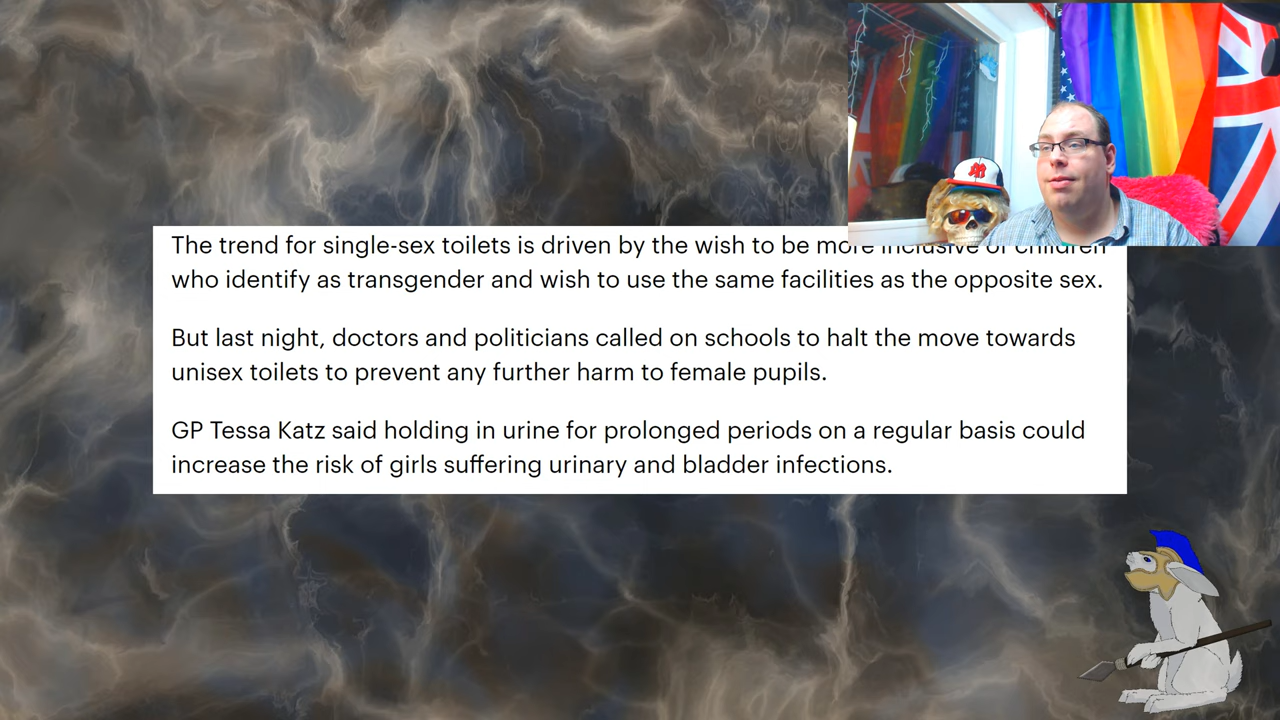 The trend for single-sex toilets is driven by the wish to be more inclusive of children
who identify as transgender and wish to use the same facilities as the opposite sex.
But last night, doctors and politicians called on schools to halt the move towards
unisex toilets to prevent any further harm to female pupils.
GP Tessa Katz said holding in urine for prolonged periods on a regular basis could
increase the risk of girls suffering urinary and bladder infections.